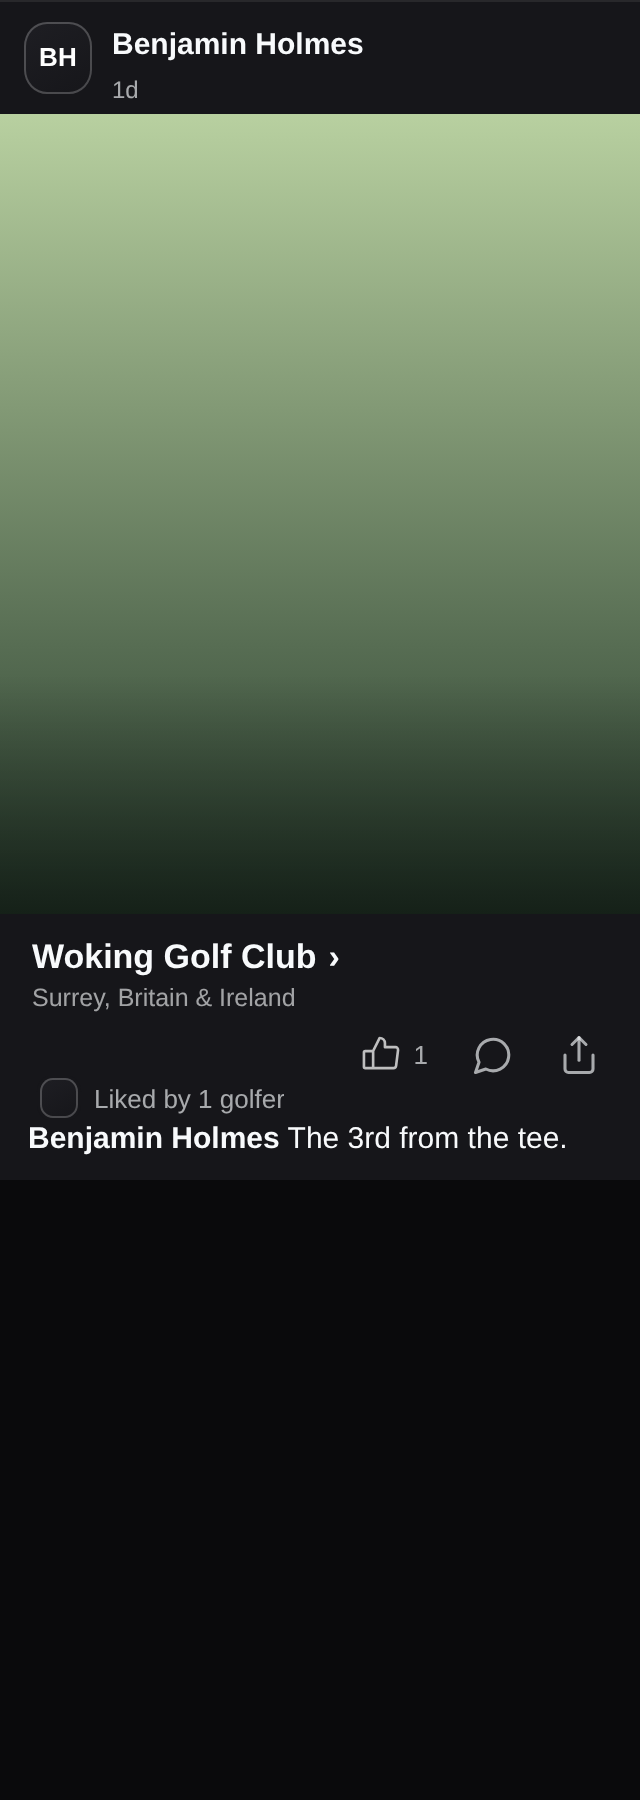 BH
Benjamin Holmes
1d
Woking Golf Club ›
Surrey, Britain & Ireland
1
Liked by 1 golfer
Benjamin Holmes The 3rd from the tee.